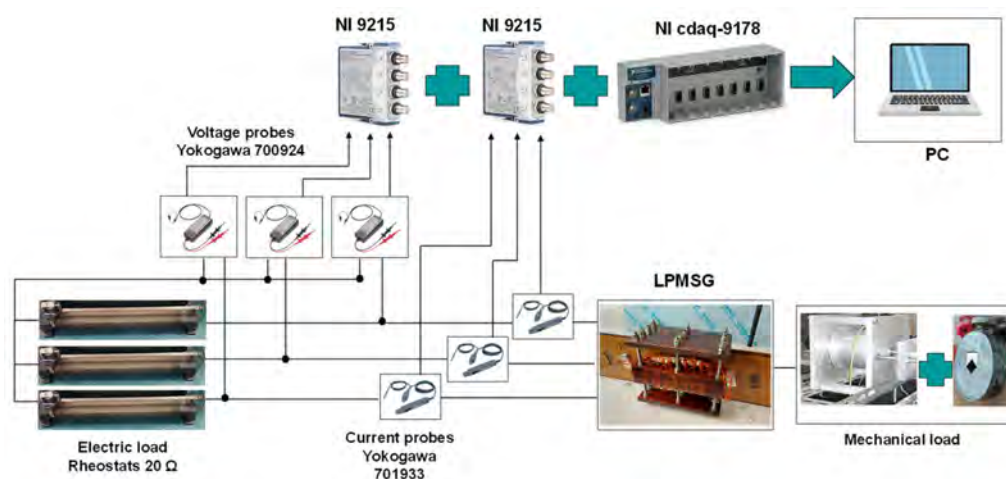 NI 9215
NI 9215
NI cdaq-9178
PC
Voltage probes
Yokogawa 700924
LPMSG
Electric load
Rheostats 20 Ω
Current probes
Yokogawa
701933
Mechanical load